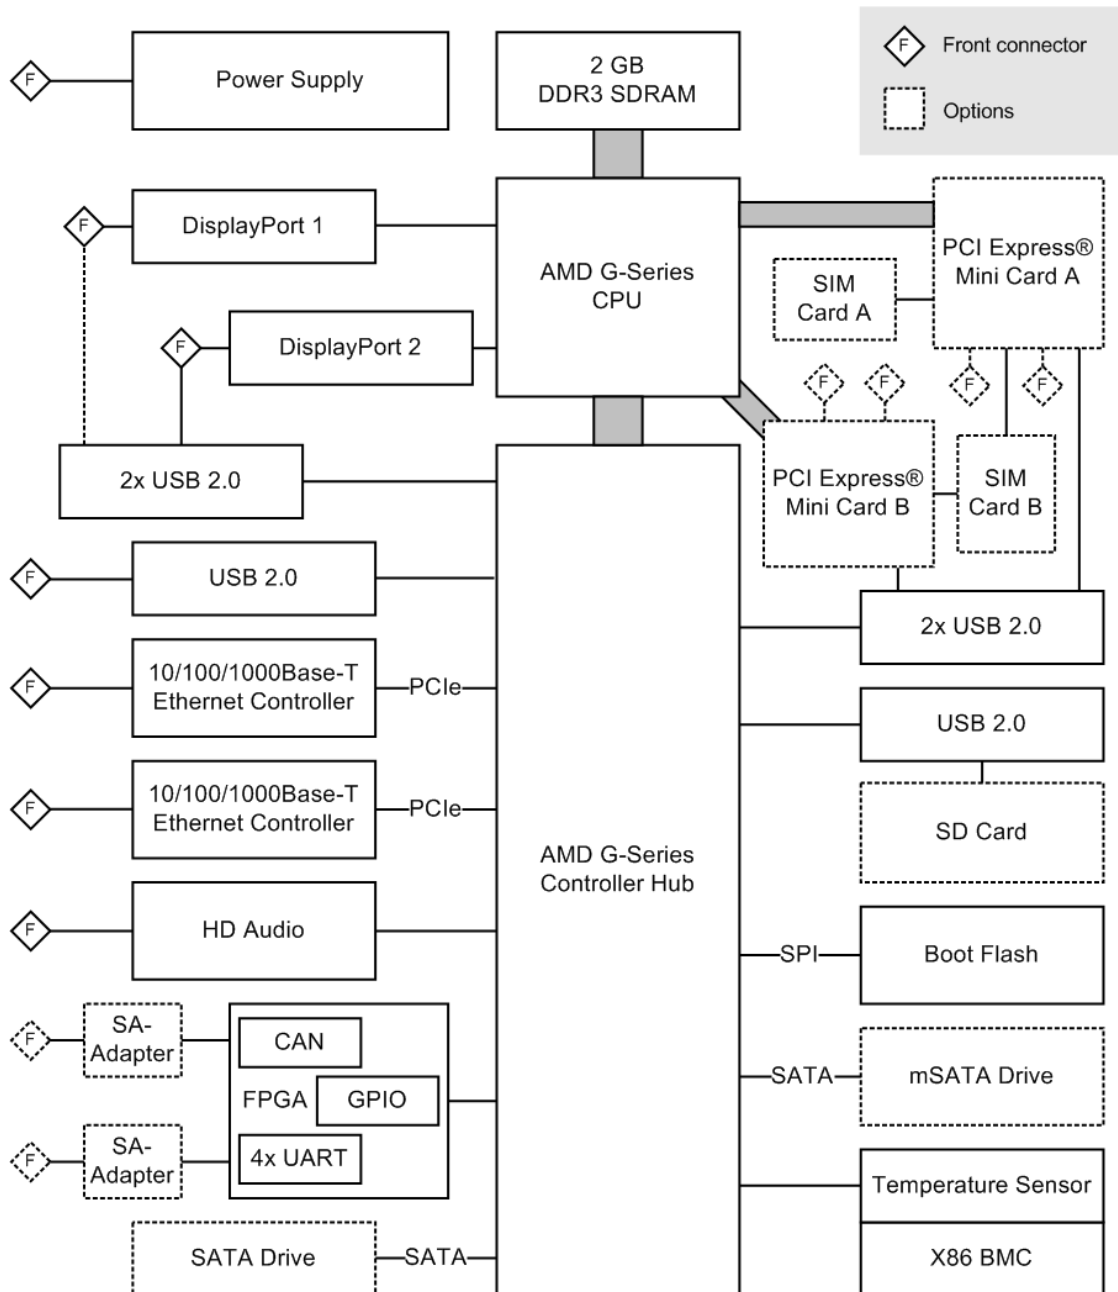 F
Power Supply
2 GB
DDR3 SDRAM
F
Front connector
Options
F
DisplayPort 1
AMD G-Series
CPU
PCI Express®
Mini Card A
SIM
Card A
F
DisplayPort 2
F
F
F
F
2x USB 2.0
PCI Express®
Mini Card B
SIM
Card B
F
USB 2.0
2x USB 2.0
F
10/100/1000Base-T
Ethernet Controller
PCIe
USB 2.0
F
10/100/1000Base-T
Ethernet Controller
PCIe
SD Card
AMD G-Series
Controller Hub
F
HD Audio
SPI
Boot Flash
F
SA-
Adapter
CAN
FPGA
GPIO
4x UART
SATA
mSATA Drive
F
SA-
Adapter
Temperature Sensor
SATA Drive
SATA
X86 BMC